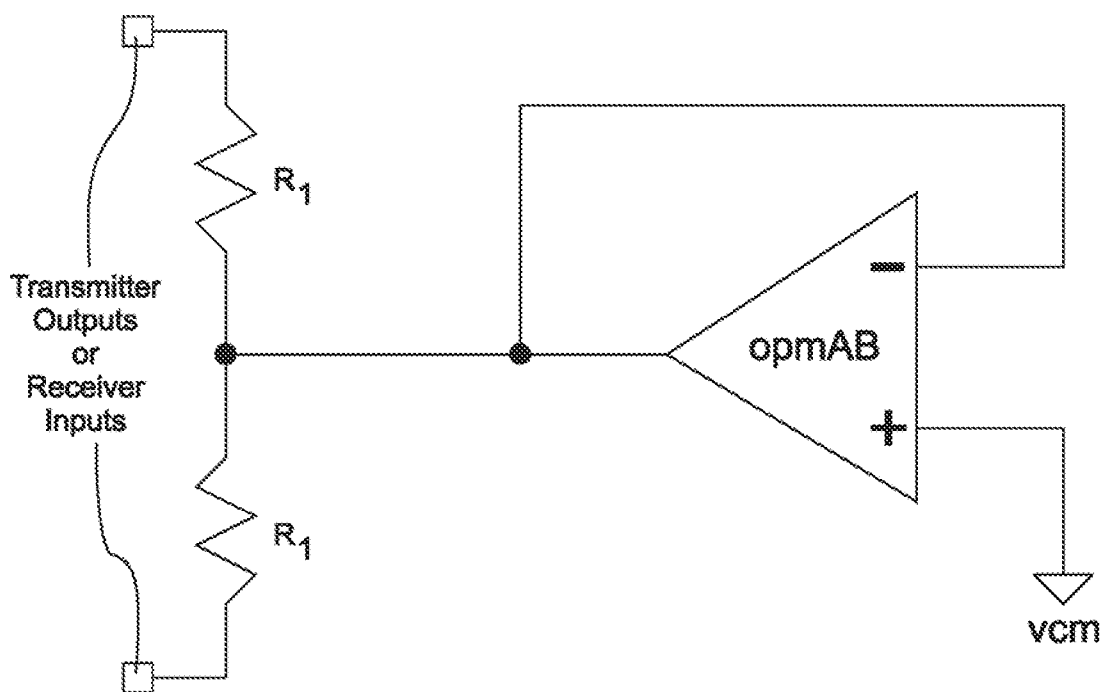 R1
Transmitter
Outputs
or
Receiver
Inputs
opmAB
−
+
R1
vcm